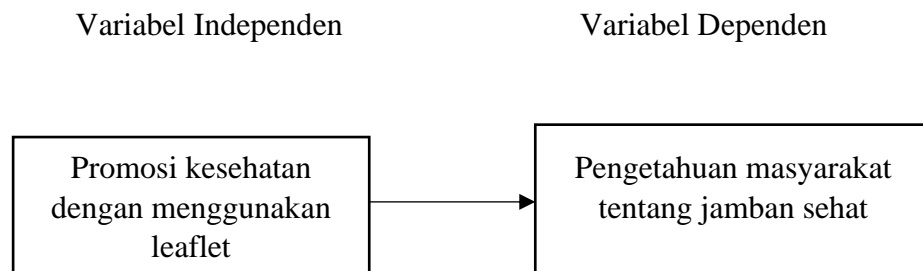 Variabel Independen
Variabel Dependen
Promosi kesehatan
dengan menggunakan
leaflet
Pengetahuan masyarakat
tentang jamban sehat